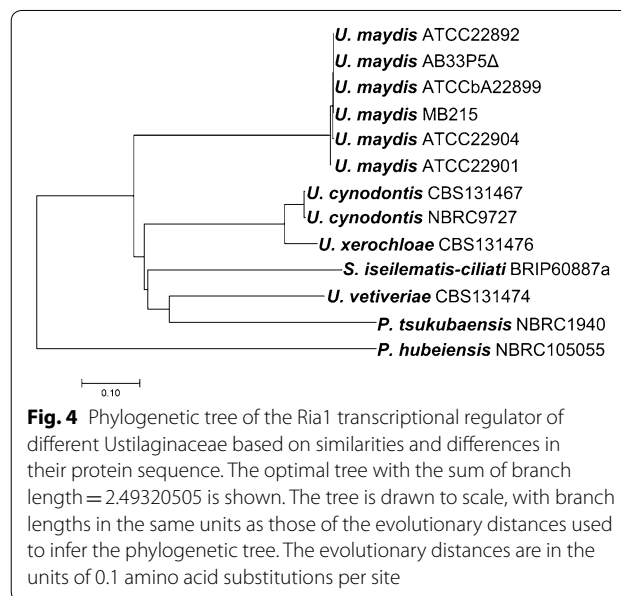 U. maydis ATCC22892
U. maydis AB33P5Δ
U. maydis ATCCbA22899
U. maydis MB215
U. maydis ATCC22904
U. maydis ATCC22901
U. cynodontis CBS131467
U. cynodontis NBRC9727
U. xerochloae CBS131476
S. iseilematis-ciliati BRIP60887a
U. vetiveriae CBS131474
P. tsukubaensis NBRC1940
P. hubeiensis NBRC105055
0.10
Fig. 4 Phylogenetic tree of the Ria1 transcriptional regulator of
different Ustilaginaceae based on similarities and differences in
their protein sequence. The optimal tree with the sum of branch
length = 2.49320505 is shown. The tree is drawn to scale, with branch
lengths in the same units as those of the evolutionary distances used
to infer the phylogenetic tree. The evolutionary distances are in the
units of 0.1 amino acid substitutions per site